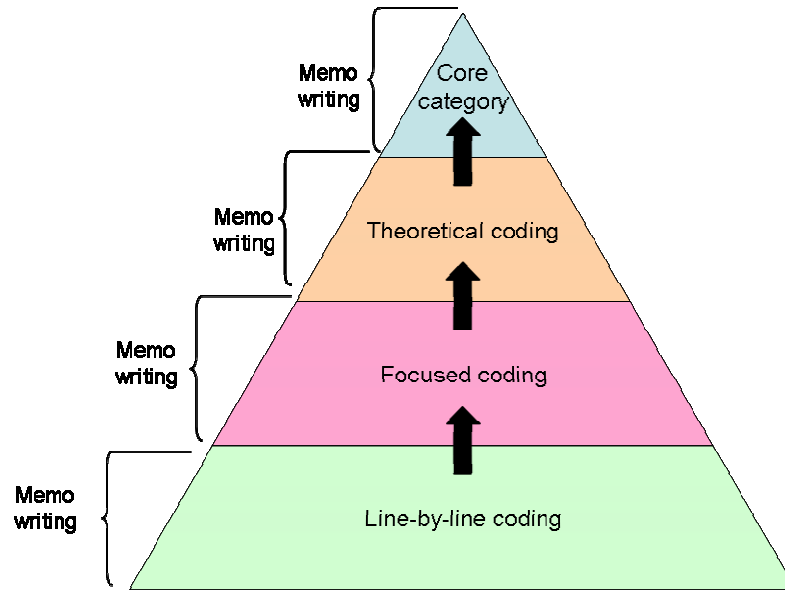 Memo
writing
Core
category
Memo
writing
Theoretical coding
Memo
writing
Focused coding
Memo
writing
Line-by-line coding